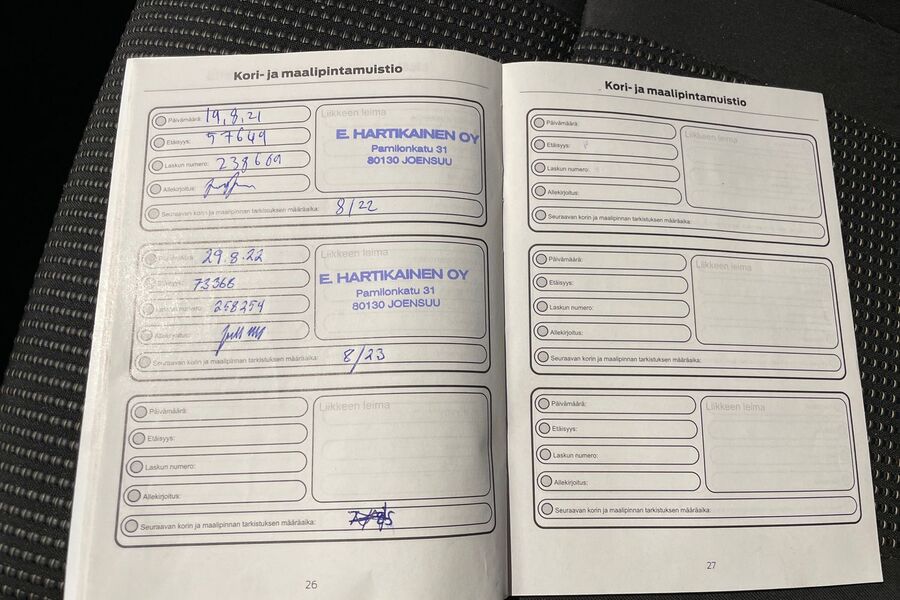 Kori- ja maalipintamuistio
Päivämäärä: 19.8.21
Etäisyys: 57649
Laskun numero: 238609
Allekirjoitus:
Liikkeen leima
E. HARTIKAINEN OY
Pamilonkatu 31
80130 JOENSUU
Seuraavan korin ja maalipinnan tarkistuksen määräaika: 8/22
Päivämäärä: 29.8.22
Etäisyys: 73366
Laskun numero: 258254
Allekirjoitus:
Liikkeen leima
E. HARTIKAINEN OY
Pamilonkatu 31
80130 JOENSUU
Seuraavan korin ja maalipinnan tarkistuksen määräaika: 8/23
Päivämäärä:
Etäisyys:
Laskun numero:
Allekirjoitus:
Liikkeen leima
Seuraavan korin ja maalipinnan tarkistuksen määräaika:
26
Kori- ja maalipintamuistio
Päivämäärä:
Etäisyys:
Laskun numero:
Allekirjoitus:
Liikkeen leima
Seuraavan korin ja maalipinnan tarkistuksen määräaika:
Päivämäärä:
Etäisyys:
Laskun numero:
Allekirjoitus:
Liikkeen leima
Seuraavan korin ja maalipinnan tarkistuksen määräaika:
Päivämäärä:
Etäisyys:
Laskun numero:
Allekirjoitus:
Liikkeen leima
Seuraavan korin ja maalipinnan tarkistuksen määräaika:
27